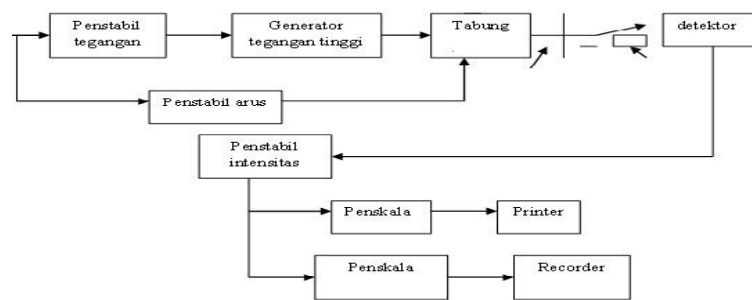 Penstabil
tegangan
Generator
tegangan tinggi
Tabung
detektor
Penstabil arus
Penstabil
intensitas
Penskala
Printer
Penskala
Recorder